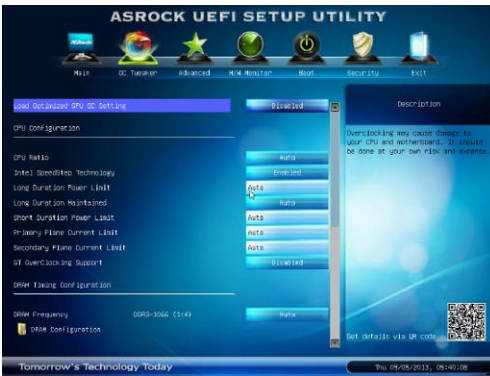 ASROCK UEFI SETUP UTILITY
Main OC Tweaker Advanced H/W Monitor Boot Security Exit
Load Optimized GPU OC Setting Disabled
Description
CPU Configuration
Overclocking may cause damage to
your CPU and motherboard. It should
be done at your own risk and expense.
CPU Ratio Auto
Intel SpeedStep Technology Enabled
Long Duration Power Limit Auto
Long Duration Maintained Auto
Short Duration Power Limit Auto
Primary Plane Current Limit Auto
Secondary Plane Current Limit Auto
GT OverClocking Support Disabled
DRAM Timing Configuration
DRAM Frequency DDR3-1066 (1:4) Auto
DRAM Configuration
Get details via QR code
Tomorrow's Technology Today
Thu 09/05/2013, 05:40:08